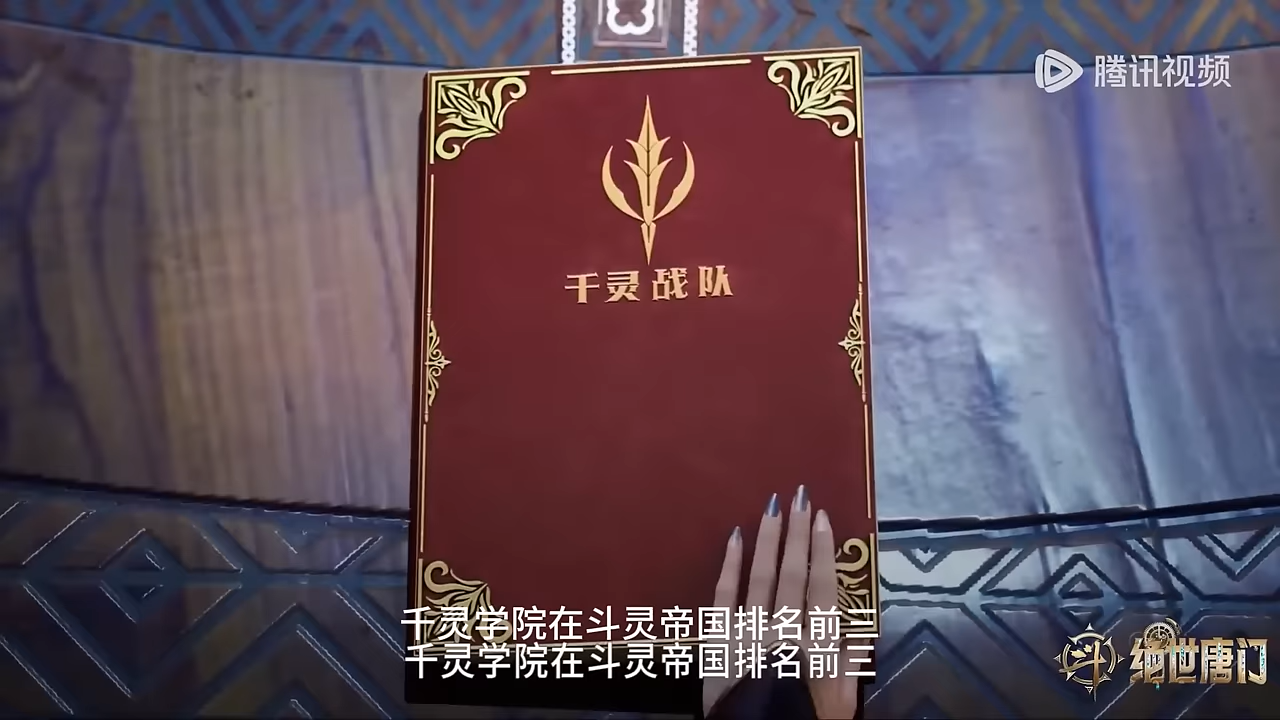 腾讯视频
千灵战队
千灵学院在斗灵帝国排名前三
千灵学院在斗灵帝国排名前三
斗 绝世唐门